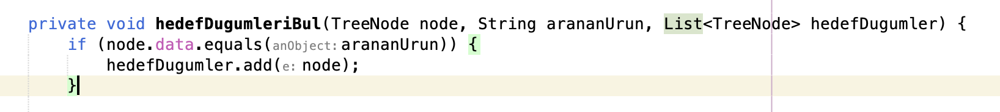 private void hedefDugumleriBul(TreeNode node, String arananUrun, List<TreeNode> hedefDugumler) {
if (node.data.equals(anObject: arananUrun)) {
hedefDugumler.add(e: node);
}